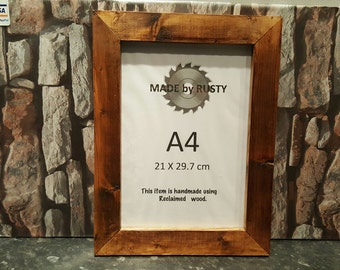 MADE by RUSTY
A4
21 X 29.7 cm
This item is handmade using
Reclaimed wood.